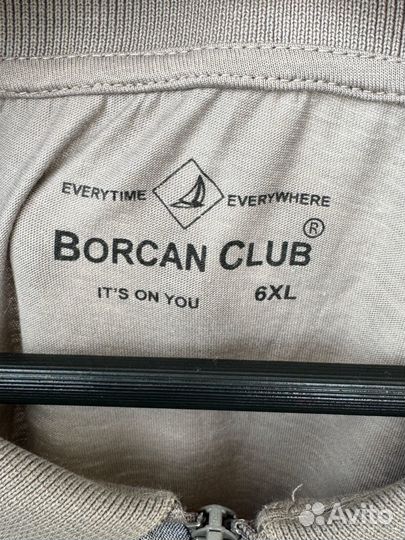 EVERYTIME EVERYWHERE
BORCAN CLUB ®
IT'S ON YOU 6XL
Avito